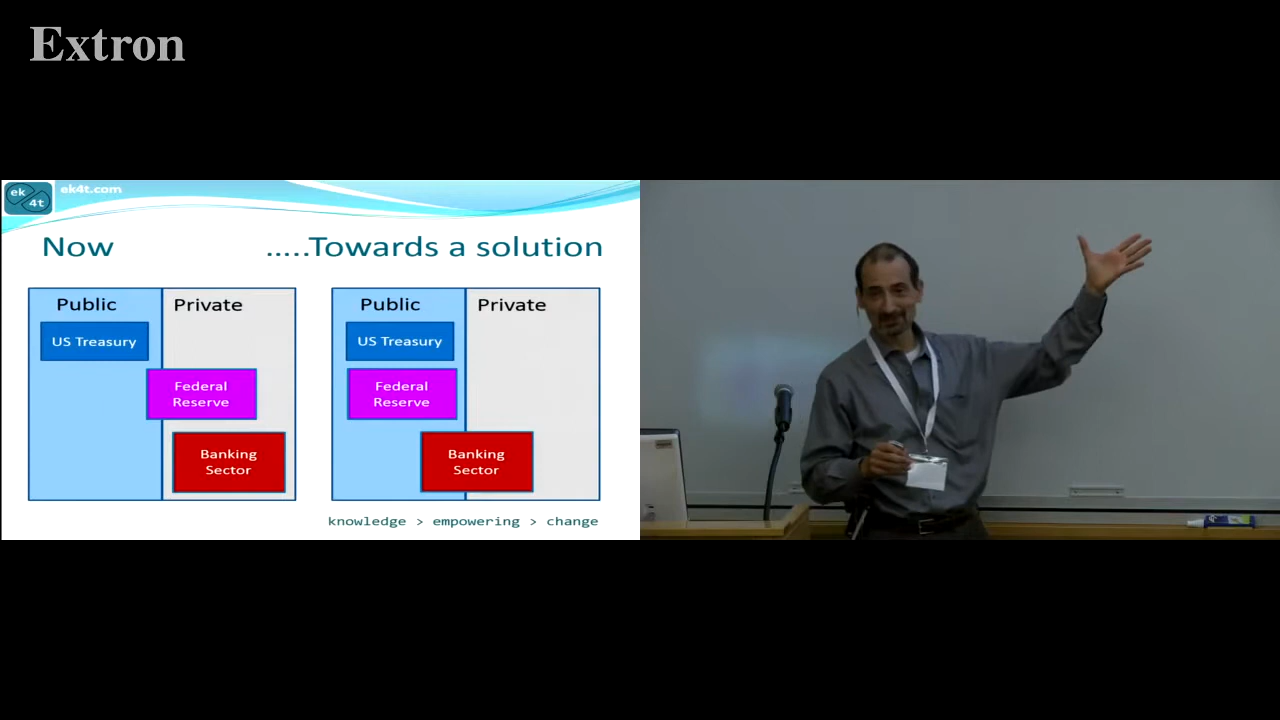 Extron
ek
4t
ek4t.com
Now
.....Towards a solution
Public
Private
US Treasury
Federal
Reserve
Banking
Sector
Public
Private
US Treasury
Federal
Reserve
Banking
Sector
knowledge > empowering > change